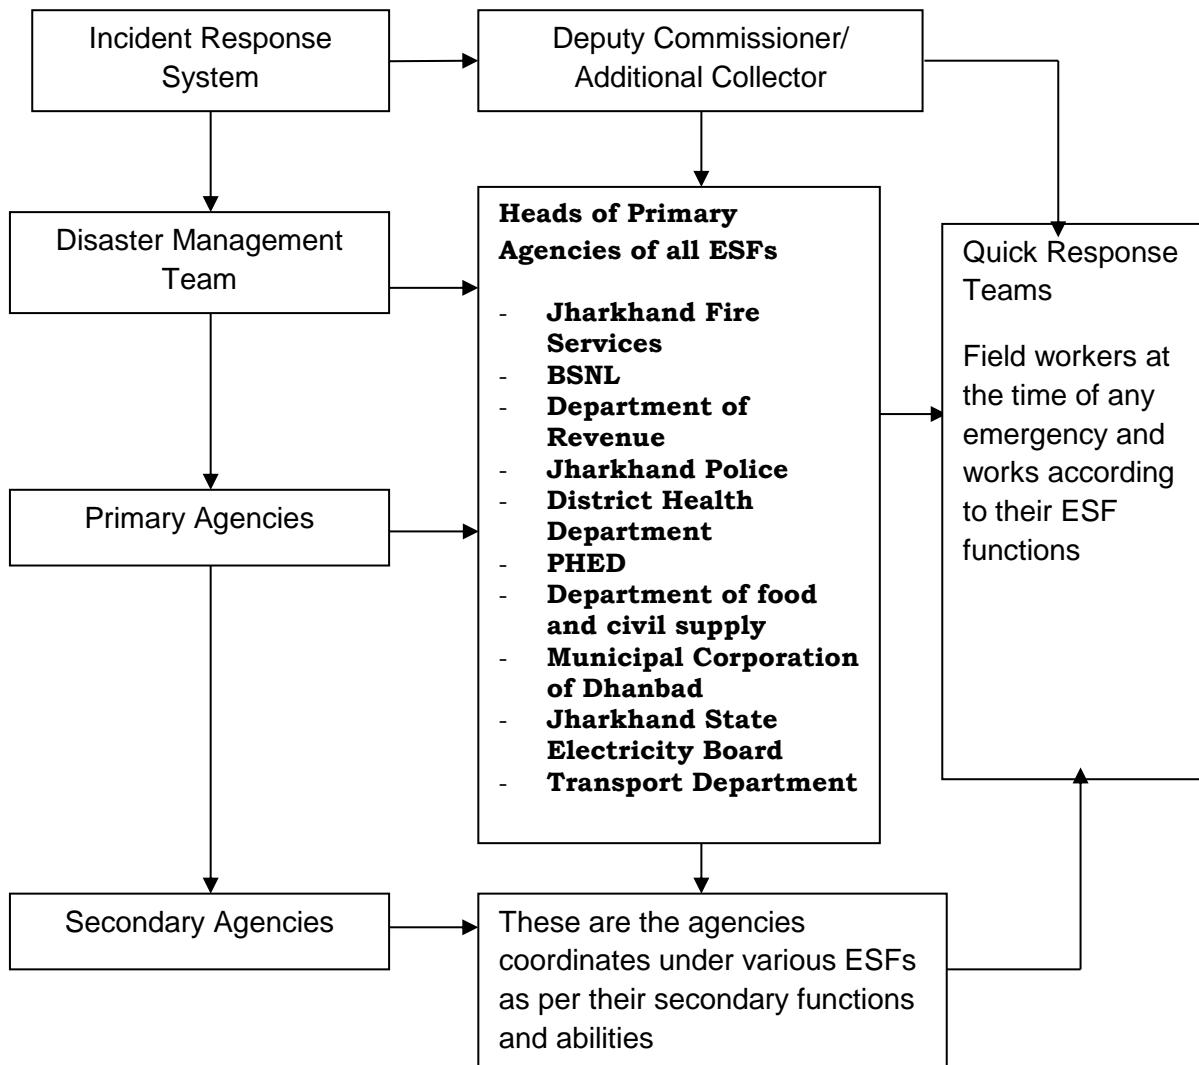 Incident Response
System
Deputy Commissioner/
Additional Collector
Disaster Management
Team
Heads of Primary
Agencies of all ESFs
- Jharkhand Fire
Services
- BSNL
- Department of
Revenue
- Jharkhand Police
- District Health
Department
- PHED
- Department of food
and civil supply
- Municipal Corporation
of Dhanbad
- Jharkhand State
Electricity Board
- Transport Department
Quick Response
Teams
Field workers at
the time of any
emergency and
works according
to their ESF
functions
Primary Agencies
Secondary Agencies
These are the agencies
coordinates under various ESFs
as per their secondary functions
and abilities